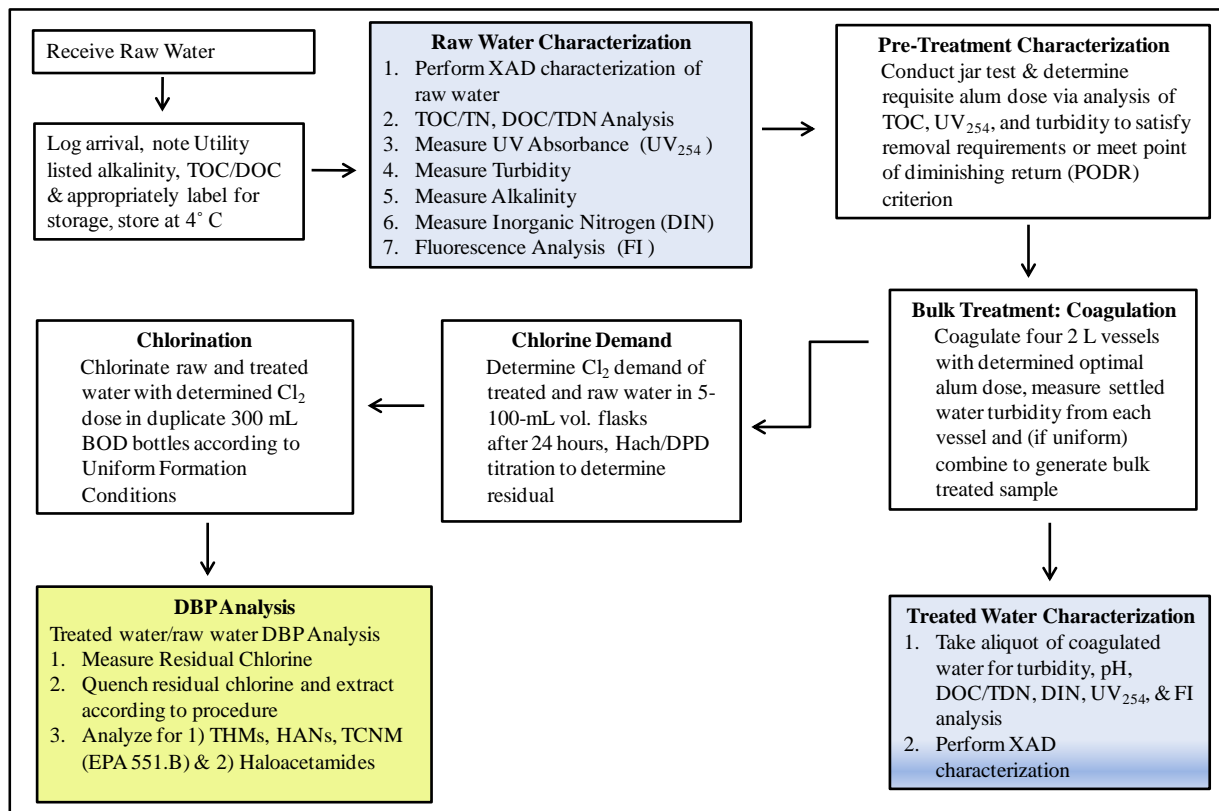 Receive Raw Water
Log arrival, note Utility
listed alkalinity, TOC/DOC
& appropriately label for
storage, store at 4˚ C
Raw Water Characterization
1. Perform XAD characterization of
raw water
2. TOC/TN, DOC/TDN Analysis
3. Measure UV Absorbance (UV₂₅₄ )
4. Measure Turbidity
5. Measure Alkalinity
6. Measure Inorganic Nitrogen (DIN)
7. Fluorescence Analysis (FI )
Pre-Treatment Characterization
Conduct jar test & determine
requisite alum dose via analysis of
TOC, UV₂₅₄, and turbidity to satisfy
removal requirements or meet point
of diminishing return (PODR)
criterion
Bulk Treatment: Coagulation
Coagulate four 2 L vessels
with determined optimal
alum dose, measure settled
water turbidity from each
vessel and (if uniform)
combine to generate bulk
treated sample
Chlorine Demand
Determine Cl₂ demand of
treated and raw water in 5-
100-mL vol. flasks
after 24 hours, Hach/DPD
titration to determine
residual
Chlorination
Chlorinate raw and treated
water with determined Cl₂
dose in duplicate 300 mL
BOD bottles according to
Uniform Formation
Conditions
DBP Analysis
Treated water/raw water DBP Analysis
1. Measure Residual Chlorine
2. Quench residual chlorine and extract
according to procedure
3. Analyze for 1) THMs, HANs, TCNM
(EPA 551.B) & 2) Haloacetamides
Treated Water Characterization
1. Take aliquot of coagulated
water for turbidity, pH,
DOC/TDN, DIN, UV₂₅₄, & FI
analysis
2. Perform XAD
characterization